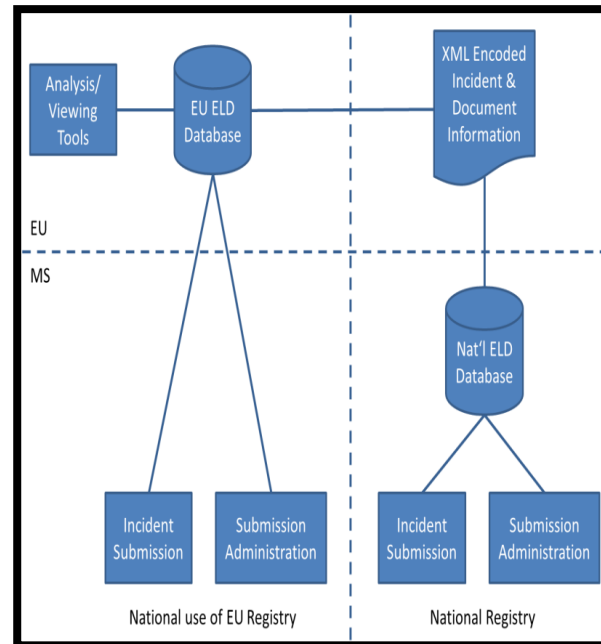 Analysis/
Viewing
Tools
EU ELD
Database
XML Encoded
Incident &
Document
Information
EU
MS
Nat'l ELD
Database
Incident
Submission
Submission
Administration
Incident
Submission
Submission
Administration
National use of EU Registry
National Registry